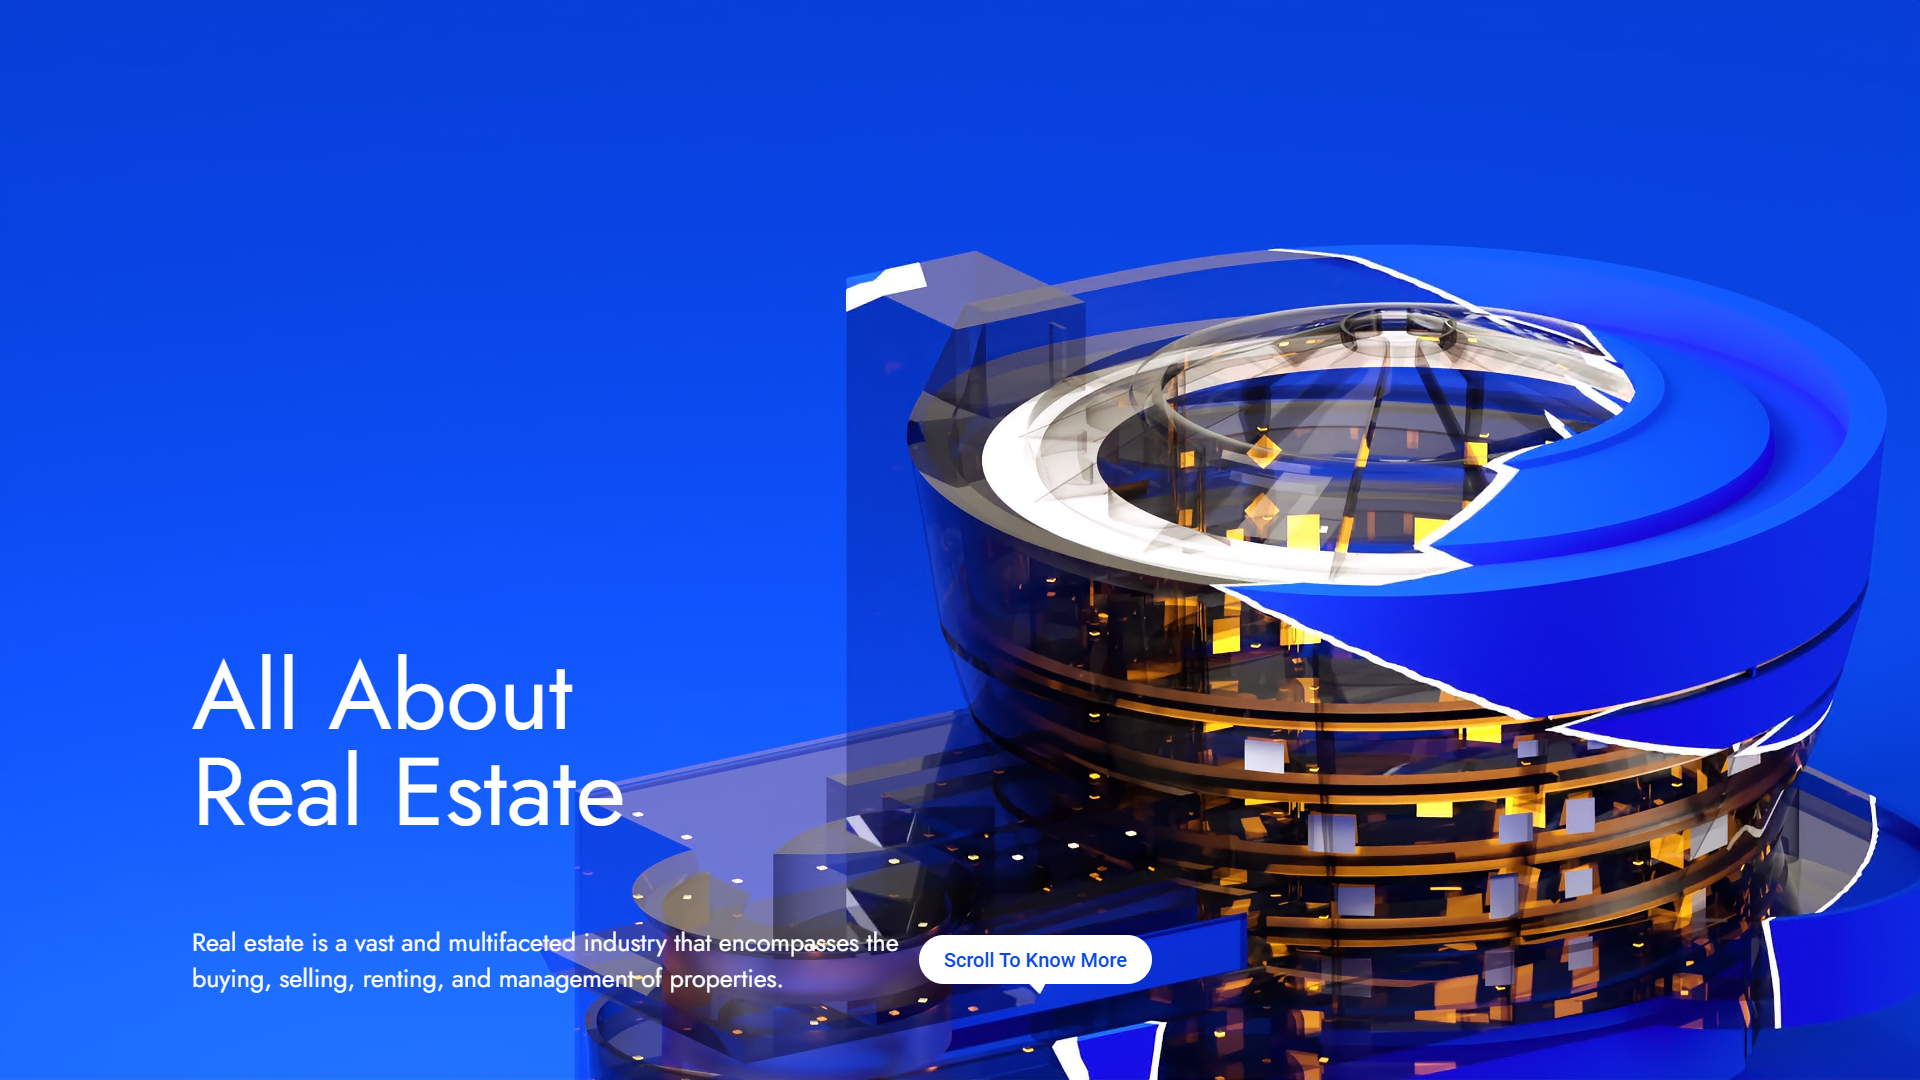 All About
Real Estate
Real estate is a vast and multifaceted industry that encompasses the
buying, selling, renting, and management of properties.
Scroll To Know More